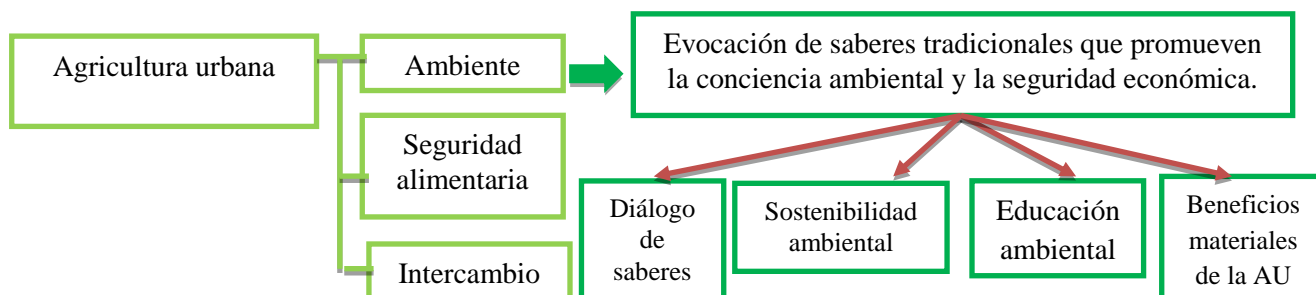 Agricultura urbana
Ambiente
Seguridad
alimentaria
Intercambio
Evocación de saberes tradicionales que promueven
la conciencia ambiental y la seguridad económica.
Diálogo
de
saberes
Sostenibilidad
ambiental
Educación
ambiental
Beneficios
materiales
de la AU